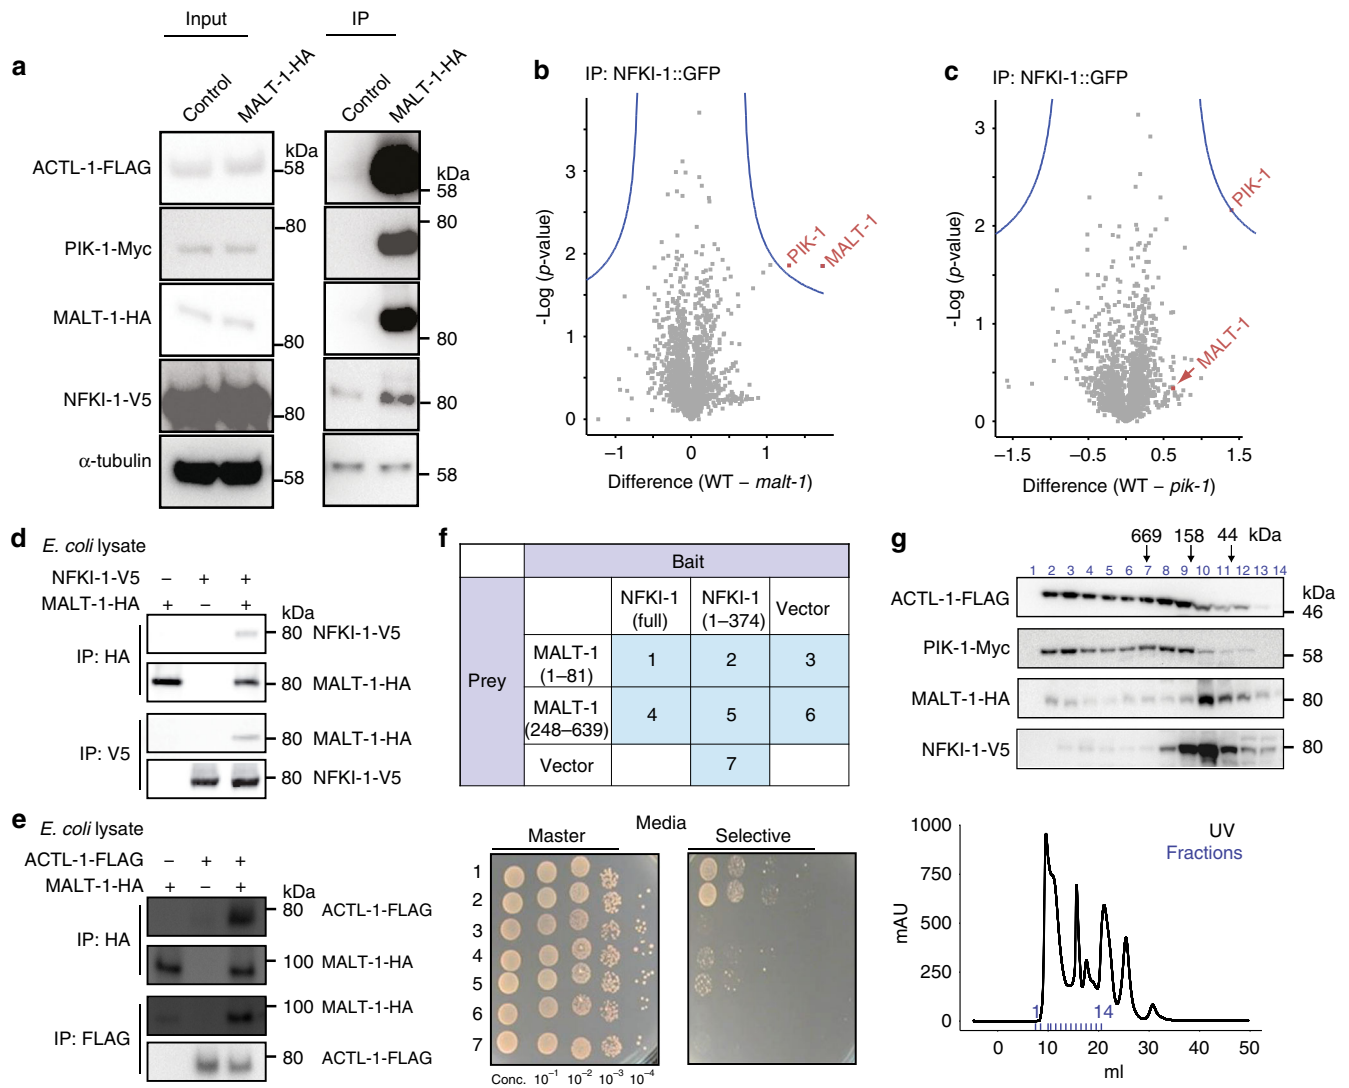 a
Input
IP
Control
MALT-1-HA
Control
MALT-1-HA
kDa
kDa
ACTL-1-FLAG
58
58
PIK-1-Myc
80
80
MALT-1-HA
80
80
NFKI-1-V5
80
80
α-tubulin
58
58
b
IP: NFKI-1::GFP
-Log (p-value)
3
2
1
0
PIK-1
MALT-1
–1
0
1
Difference (WT – malt-1)
c
IP: NFKI-1::GFP
-Log (p-value)
3
2
1
0
PIK-1
MALT-1
–1.5
–0.5
0.5
1.5
Difference (WT – pik-1)
d
E. coli lysate
NFKI-1-V5 – + +
MALT-1-HA + – +
kDa
IP: HA
80 NFKI-1-V5
80 MALT-1-HA
IP: V5
80 MALT-1-HA
80 NFKI-1-V5
e
E. coli lysate
ACTL-1-FLAG – + +
MALT-1-HA + – +
kDa
IP: HA
80 ACTL-1-FLAG
100 MALT-1-HA
IP: FLAG
100 MALT-1-HA
80 ACTL-1-FLAG
f
Bait
NFKI-1 (full)
NFKI-1 (1–374)
Vector
Prey
MALT-1 (1–81)
1 2 3
MALT-1 (248–639)
4 5 6
Vector
7
Media
Master
Selective
1
2
3
4
5
6
7
Conc. 10⁻¹ 10⁻² 10⁻³ 10⁻⁴
g
669 158 44 kDa
1 2 3 4 5 6 7 8 9 10 11 12 13 14
kDa
ACTL-1-FLAG
46
PIK-1-Myc
58
MALT-1-HA
80
NFKI-1-V5
80
UV
Fractions
mAU
1000
750
500
250
0
1
14
0 10 20 30 40 50
ml